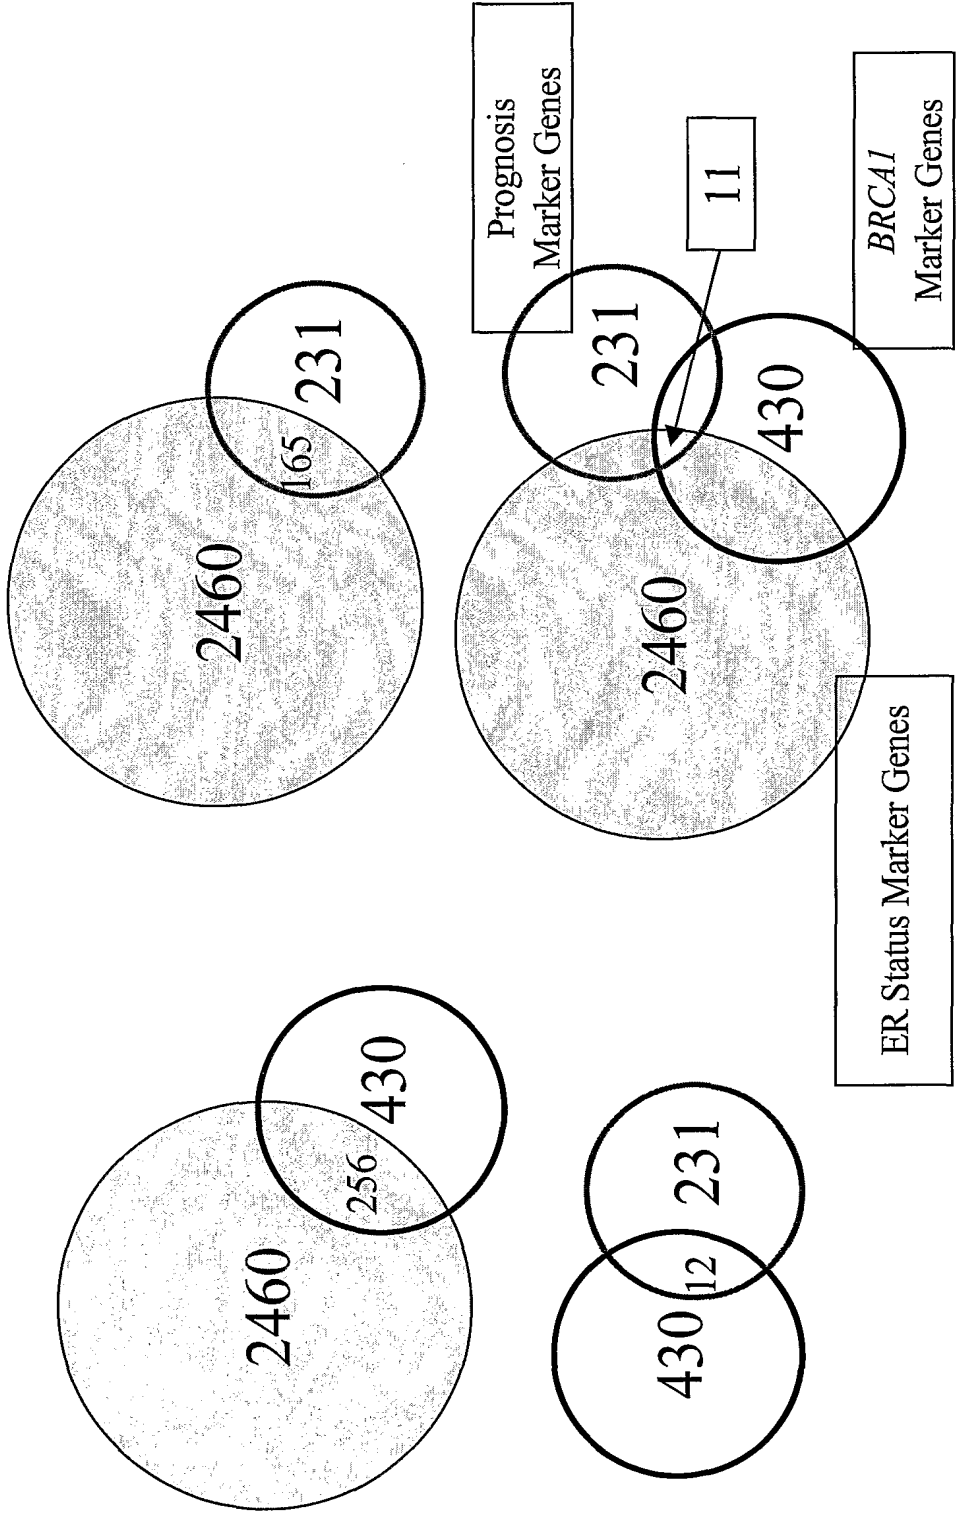 2460
256
430
2460
165
231
430
12
231
Prognosis
Marker Genes
231
2460
11
430
ER Status Marker Genes
BRCA1
Marker Genes